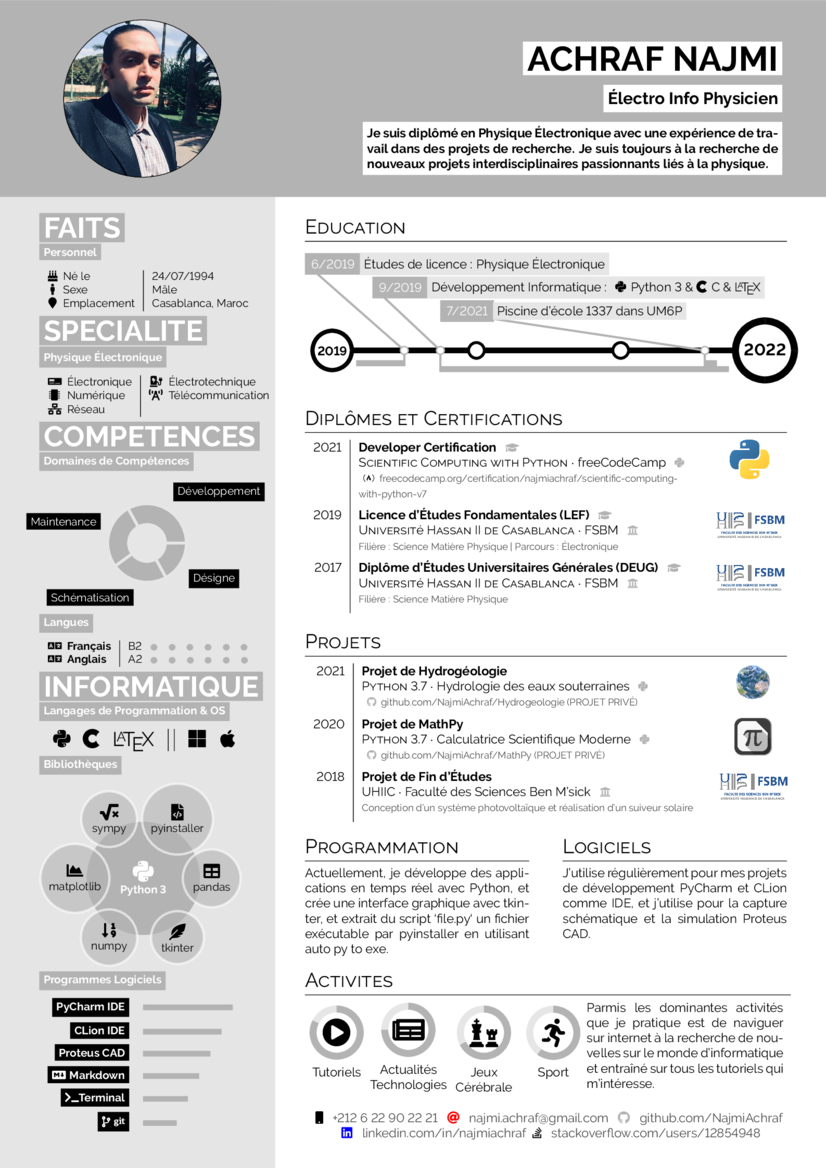 ACHRAF NAJMI
Électro Info Physicien
Je suis diplômé en Physique Électronique avec une expérience de tra-
vail dans des projets de recherche. Je suis toujours à la recherche de
nouveaux projets interdisciplinaires passionnants liés à la physique.
FAITS
Personnel
Né le 24/07/1994
Sexe Mâle
Emplacement Casablanca, Maroc
SPECIALITE
Physique Électronique
Électronique Électrotechnique
Numérique Télécommunication
Réseau
COMPETENCES
Domaines de Compétences
Développement
Maintenance
Désigne
Schématisation
Langues
Français B2
Anglais A2
INFORMATIQUE
Langages de Programmation & OS
LATEX
Bibliothèques
sympy pyinstaller
matplotlib Python 3 pandas
numpy tkinter
Programmes Logiciels
PyCharm IDE
CLion IDE
Proteus CAD
Markdown
Terminal
git
EDUCATION
6/2019 Études de licence : Physique Électronique
9/2019 Développement Informatique : Python 3 & C & LATEX
7/2021 Piscine d'école 1337 dans UM6P
2019 2022
DIPLÔMES ET CERTIFICATIONS
2021 Developer Certification
SCIENTIFIC COMPUTING WITH PYTHON · freeCodeCamp
freecodecamp.org/certification/najmiachraf/scientific-computing-
with-python-v7
2019 Licence d'Études Fondamentales (LEF)
UNIVERSITé HASSAN II DE CASABLANCA · FSBM
Filière : Science Matière Physique | Parcours : Électronique
FSBM
2017 Diplôme d'Études Universitaires Générales (DEUG)
UNIVERSITé HASSAN II DE CASABLANCA · FSBM
Filière : Science Matière Physique
FSBM
PROJETS
2021 Projet de Hydrogéologie
PYTHON 3.7 · Hydrologie des eaux souterraines
github.com/NajmiAchraf/Hydrogeologie (PROJET PRIVÉ)
2020 Projet de MathPy
PYTHON 3.7 · Calculatrice Scientifique Moderne
github.com/NajmiAchraf/MathPy (PROJET PRIVÉ)
π
2018 Projet de Fin d'Études
UHIIC · Faculté des Sciences Ben M'sick
Conception d'un système photovoltaïque et réalisation d'un suiveur solaire
FSBM
PROGRAMMATION
Actuellement, je développe des appli-
cations en temps réel avec Python, et
crée une interface graphique avec tkin-
ter, et extrait du script 'file.py' un fichier
exécutable par pyinstaller en utilisant
auto py to exe.
LOGICIELS
J'utilise régulièrement pour mes projets
de développement PyCharm et CLion
comme IDE, et j'utilise pour la capture
schématique et la simulation Proteus
CAD.
ACTIVITES
Tutoriels
Actualités
Technologies
Jeux
Cérébrale
Sport
Parmis les dominantes activités
que je pratique est de naviguer
sur internet à la recherche de nou-
velles sur le monde d'informatique
et entraîné sur tous les tutoriels qui
m'intéresse.
+212 6 22 90 22 21 najmi.achraf@gmail.com github.com/NajmiAchraf
linkedin.com/in/najmiachraf stackoverflow.com/users/12854948